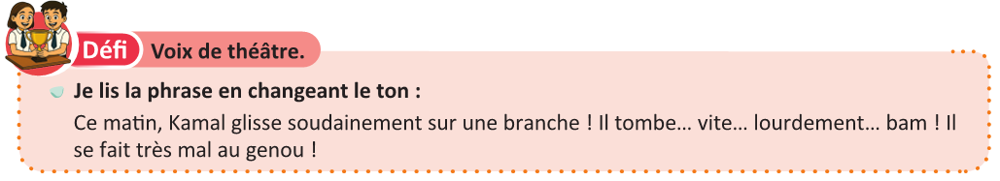 Défi Voix de théâtre.
Je lis la phrase en changeant le ton :
Ce matin, Kamal glisse soudainement sur une branche ! Il tombe... vite... lourdement... bam ! Il
se fait très mal au genou !